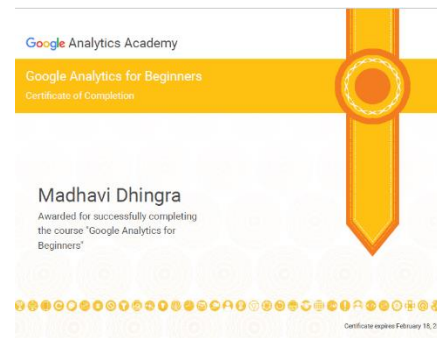 Google Analytics Academy
Google Analytics for Beginners
Certificate of Completion
Madhavi Dhingra
Awarded for successfully completing
the course "Google Analytics for
Beginners"
Certificate expires February 18,